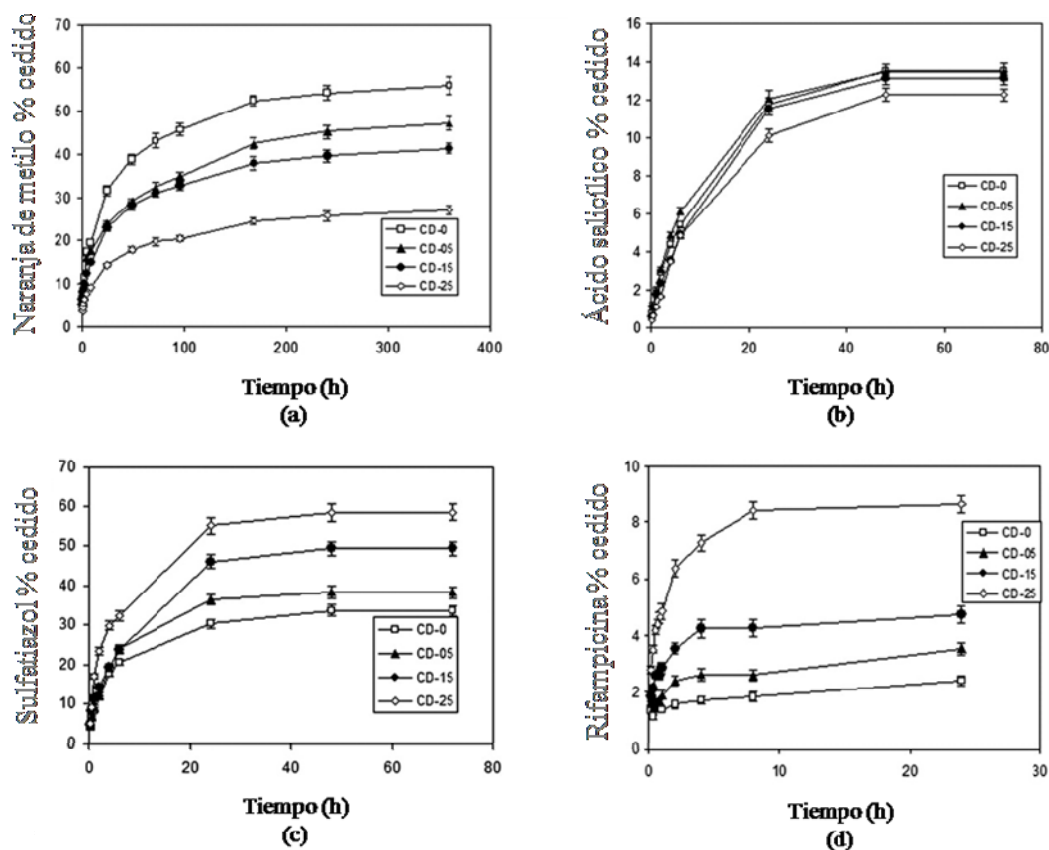 Naranja de metilo % cedido
70
60
50
40
30
20
10
0
0 100 200 300 400
CD-0
CD-05
CD-15
CD-25
Tiempo (h)
(a)
Ácido salicílico % cedido
16
14
12
10
8
6
4
2
0
0 20 40 60 80
CD-0
CD-05
CD-15
CD-25
Tiempo (h)
(b)
Sulfatiazol % cedido
70
60
50
40
30
20
10
0
0 20 40 60 80
CD-0
CD-05
CD-15
CD-25
Tiempo (h)
(c)
Rifampicina % cedido
10
8
6
4
2
0
0 10 20 30
CD-0
CD-05
CD-15
CD-25
Tiempo (h)
(d)